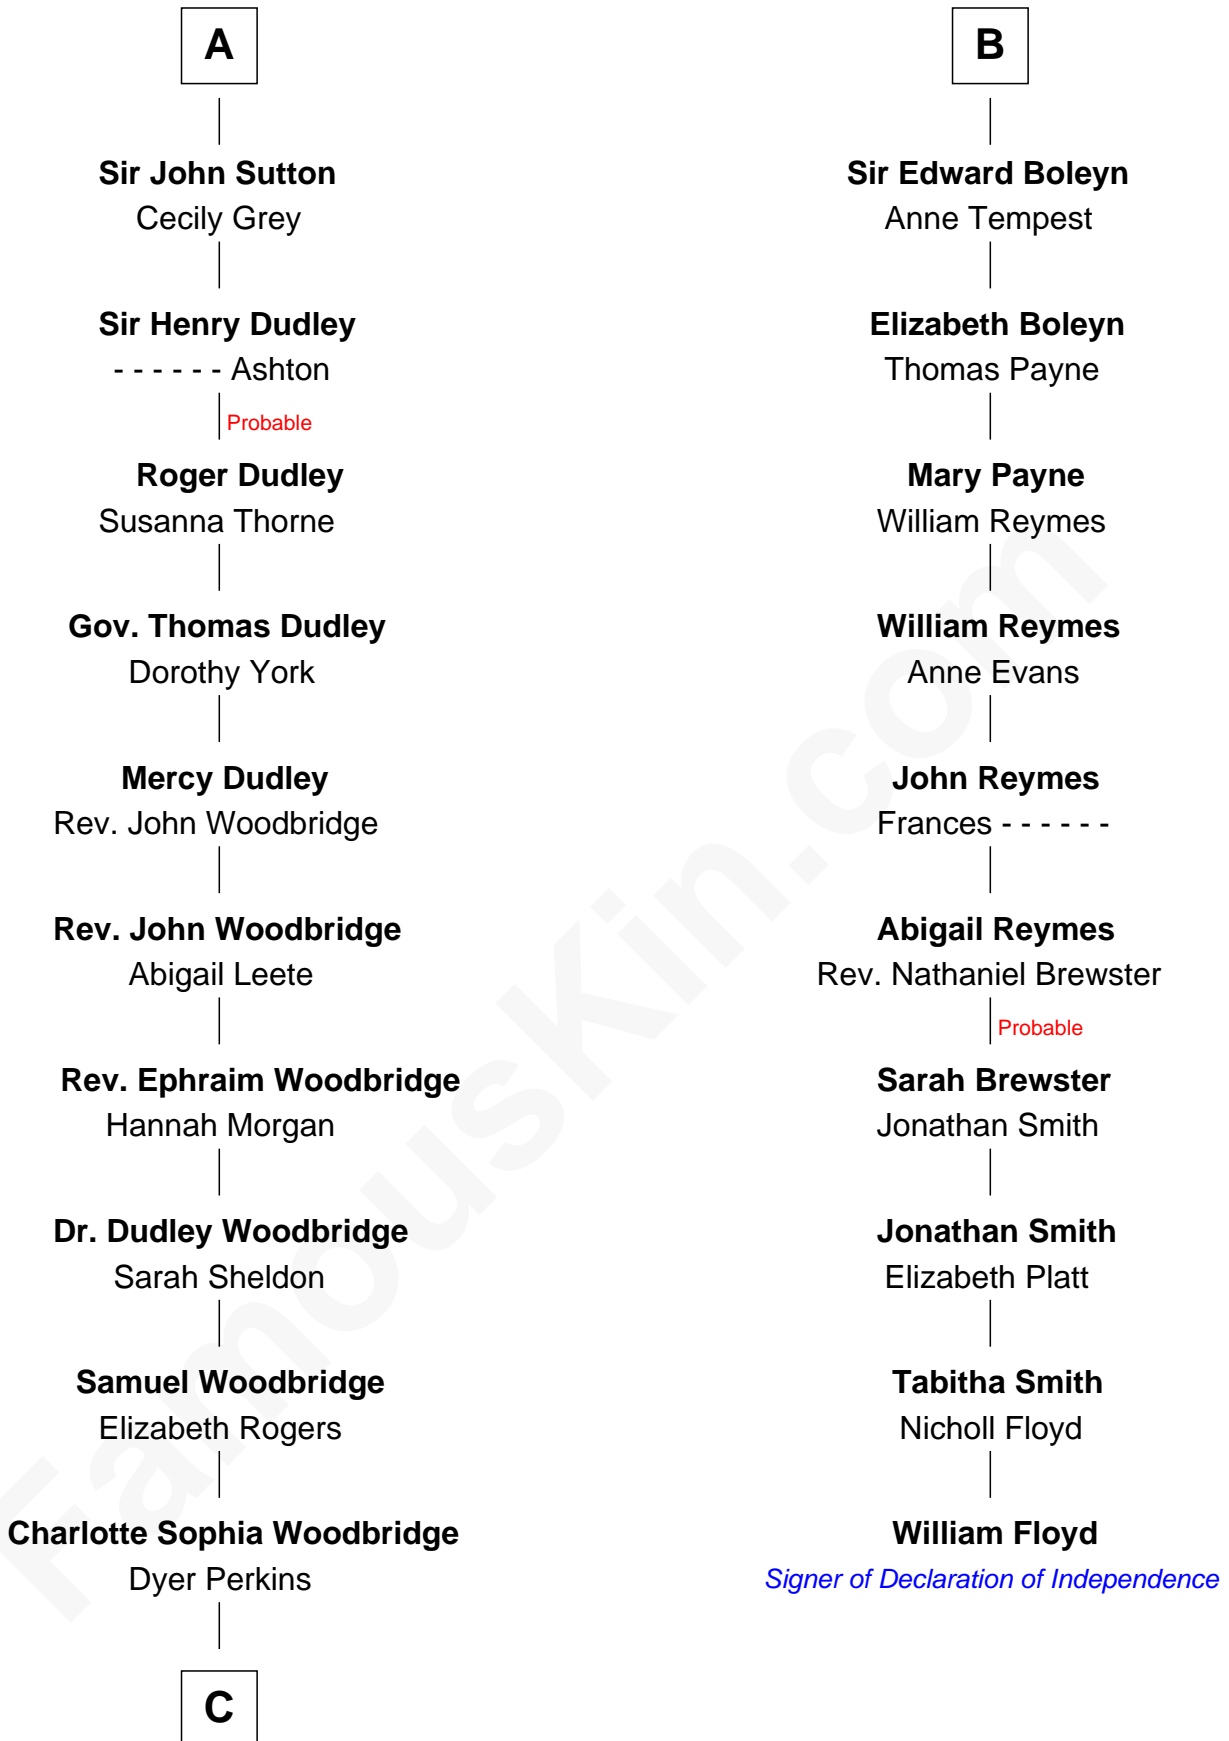 A
Sir John Sutton
Cecily Grey
Sir Henry Dudley
- - - - - - Ashton
Probable
Roger Dudley
Susanna Thorne
Gov. Thomas Dudley
Dorothy York
Mercy Dudley
Rev. John Woodbridge
Rev. John Woodbridge
Abigail Leete
Rev. Ephraim Woodbridge
Hannah Morgan
Dr. Dudley Woodbridge
Sarah Sheldon
Samuel Woodbridge
Elizabeth Rogers
Charlotte Sophia Woodbridge
Dyer Perkins
C
B
Sir Edward Boleyn
Anne Tempest
Elizabeth Boleyn
Thomas Payne
Mary Payne
William Reymes
William Reymes
Anne Evans
John Reymes
Frances - - - - - -
Abigail Reymes
Rev. Nathaniel Brewster
Probable
Sarah Brewster
Jonathan Smith
Jonathan Smith
Elizabeth Platt
Tabitha Smith
Nicholl Floyd
William Floyd
Signer of Declaration of Independence
FamousKin.com